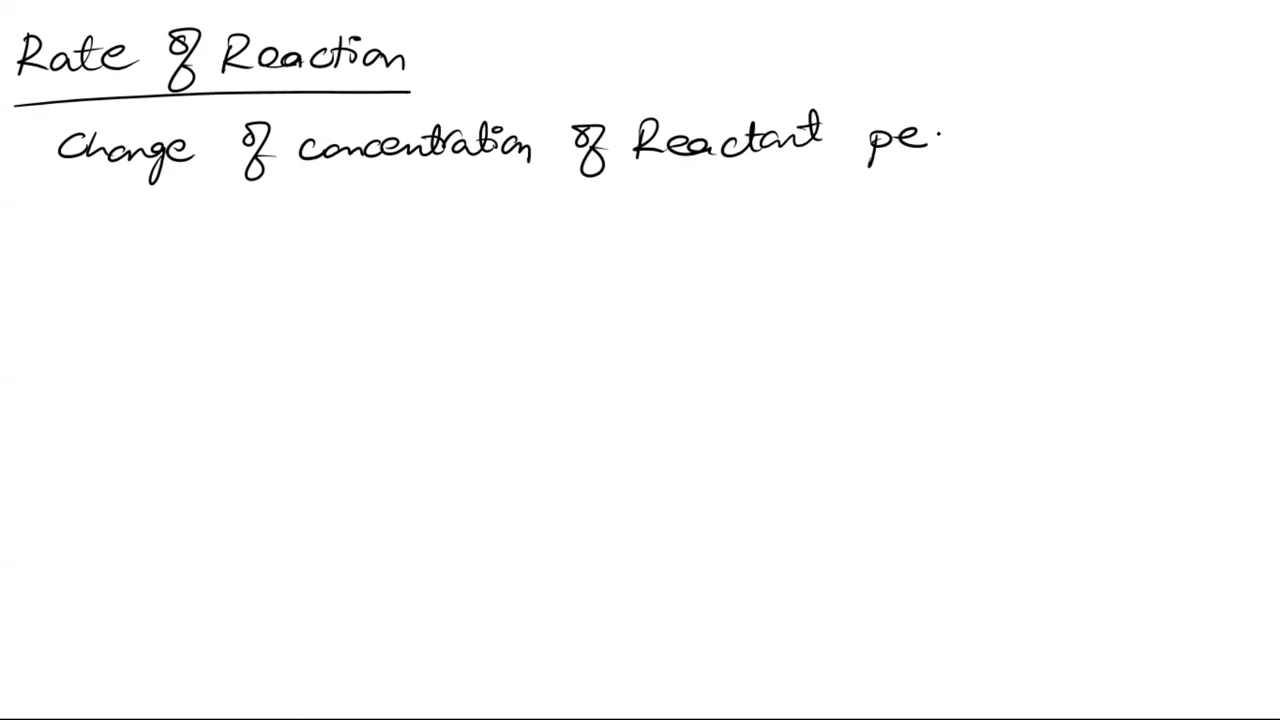 Rate of Reaction
Change of concentration of Reactant pe